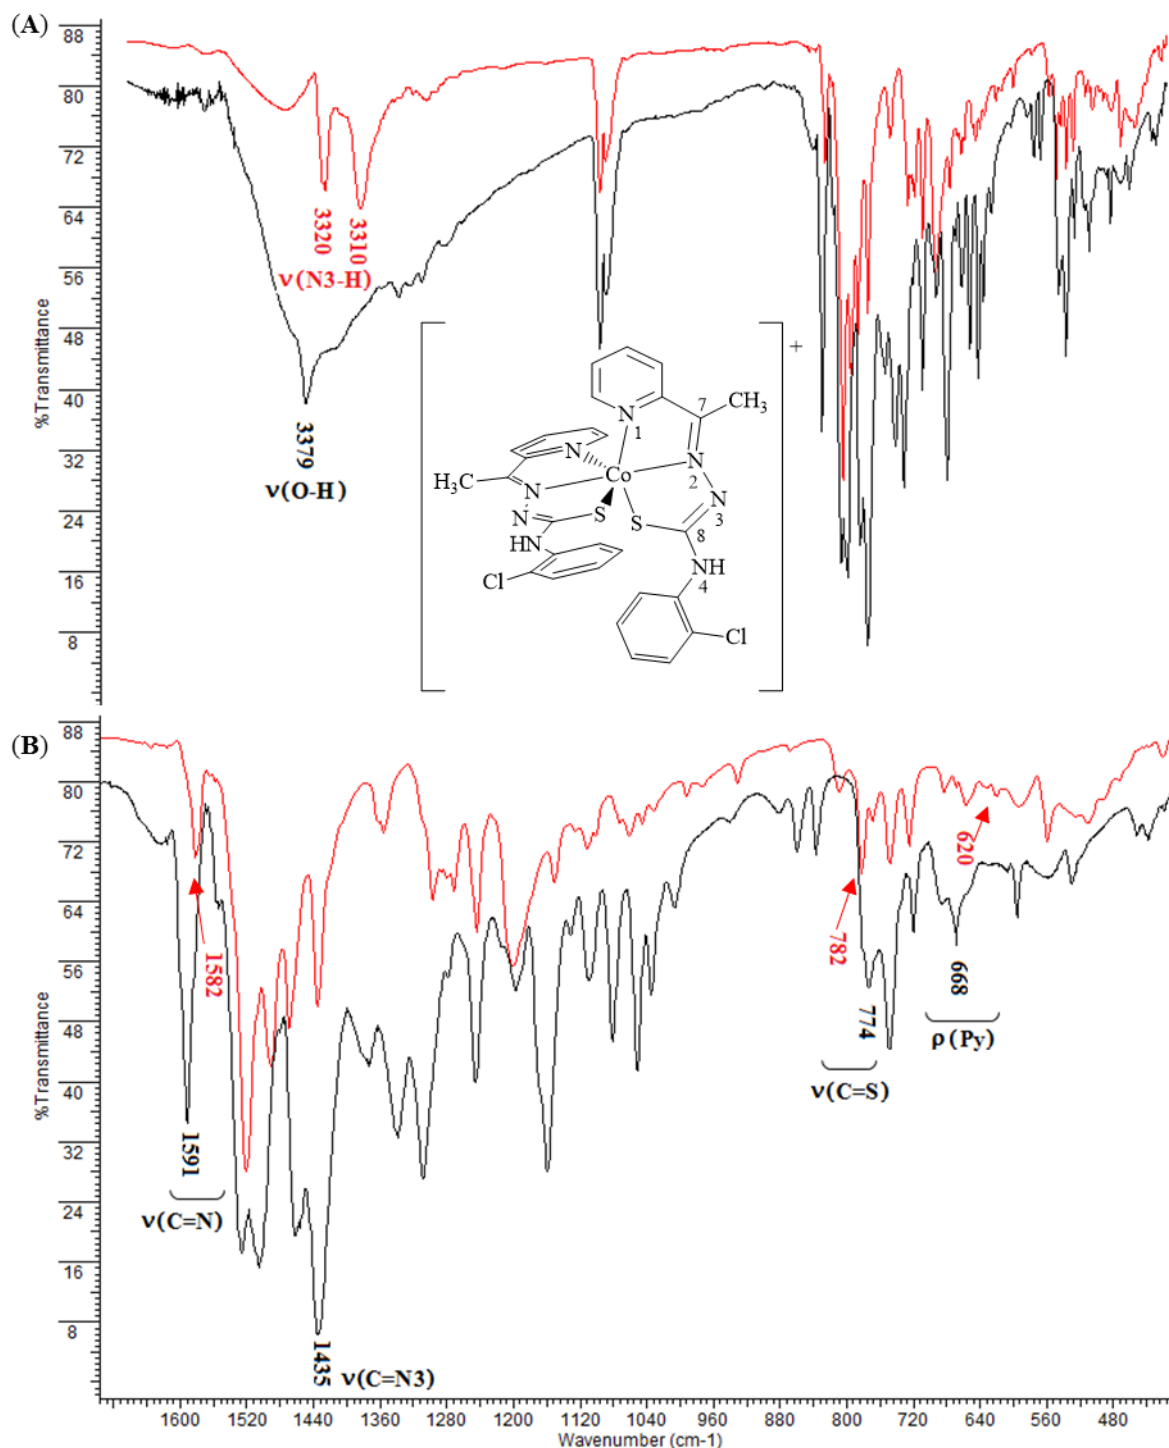 (A)
88
80
72
64
56
48
40
32
24
16
8
%Transmittance
3320
3310
ν(N3-H)
3379
ν(O-H)
+
7
CH3
N
1
N
Co
H3C
N
N
2
N
3
N
S
S
8
HN
NH
4
Cl
Cl
(B)
88
80
72
64
56
48
40
32
24
16
8
%Transmittance
1582
1591
ν(C=N)
1435
ν(C=N3)
782
774
ν(C=S)
620
668
ρ(Py)
1600 1520 1440 1360 1280 1200 1120 1040 960 880 800 720 640 560 480
Wavenumber (cm-1)